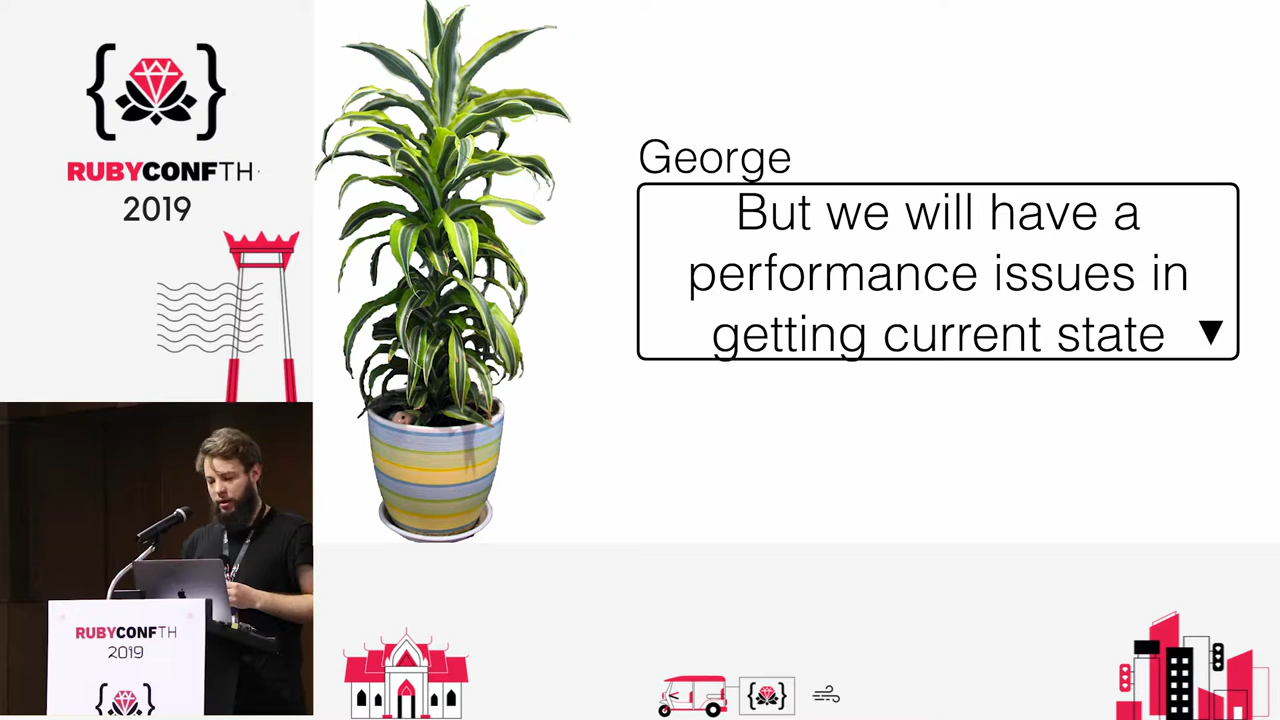 RUBYCONFTH
2019
George
But we will have a
performance issues in
getting current state
RUBYCONFTH
2019